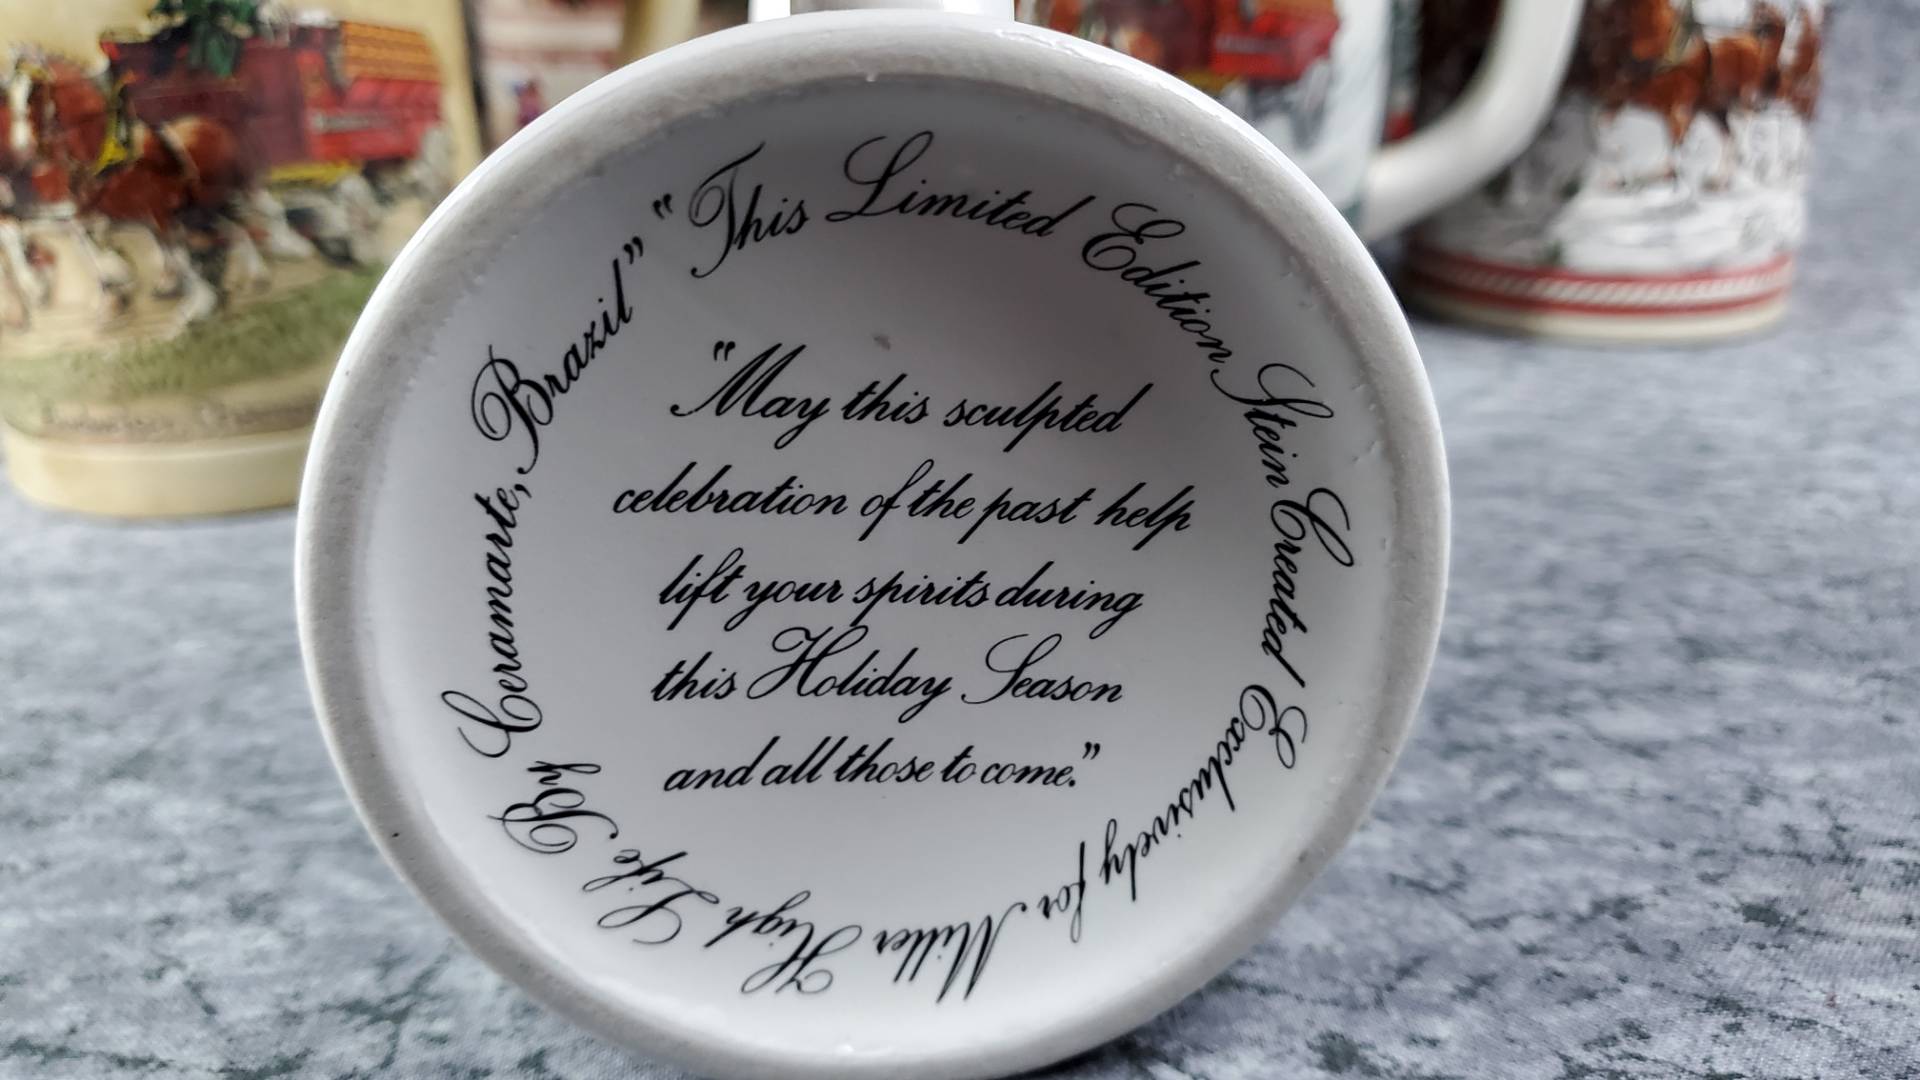 "This Limited Edition Stein Created Exclusively for Miller High Life By Ceramarte, Brazil"
"May this sculpted
celebration of the past help
lift your spirits during
this Holiday Season
and all those to come."